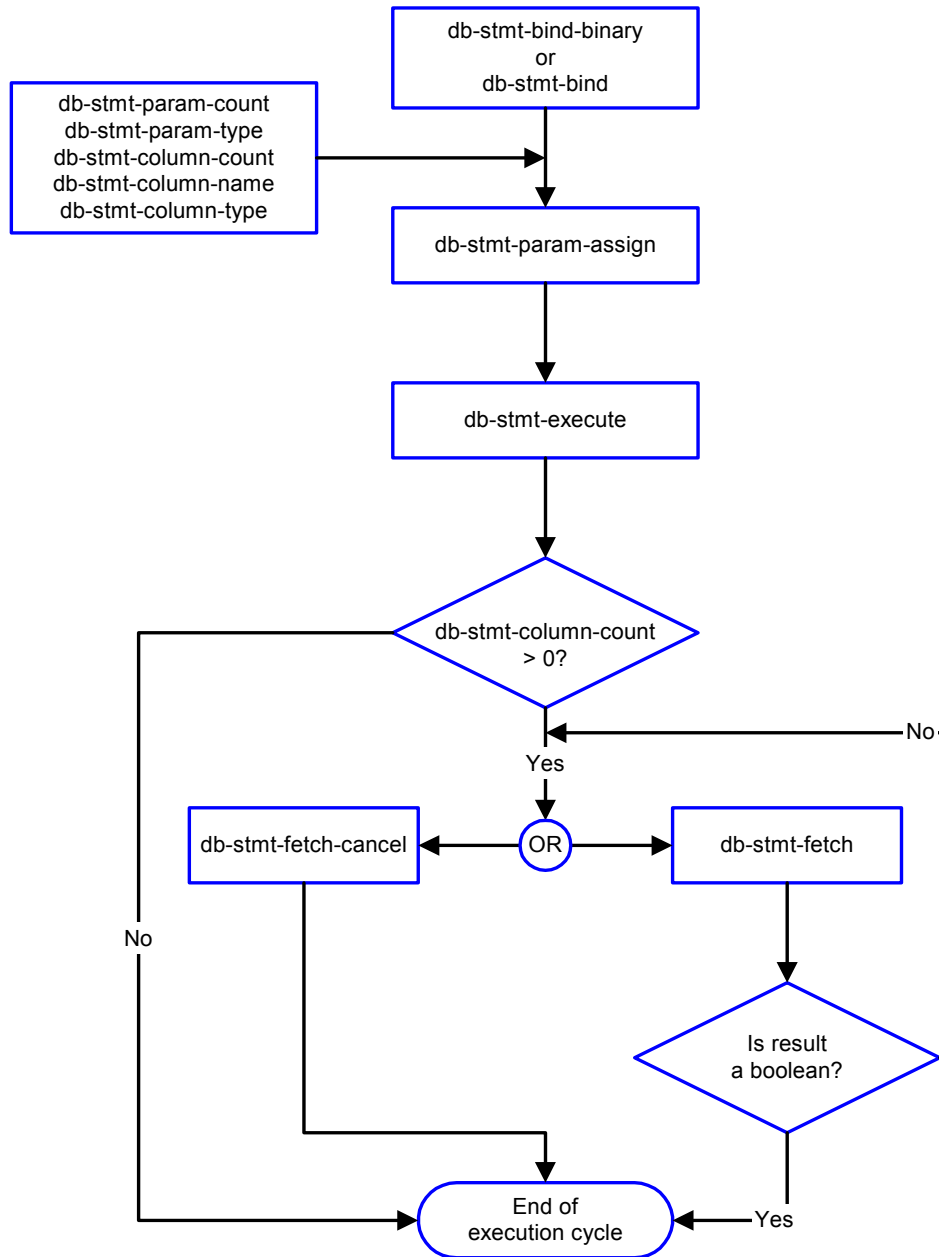 db-stmt-bind-binary
or
db-stmt-bind
db-stmt-param-count
db-stmt-param-type
db-stmt-column-count
db-stmt-column-name
db-stmt-column-type
db-stmt-param-assign
db-stmt-execute
db-stmt-column-count
> 0?
No
Yes
db-stmt-fetch-cancel
OR
db-stmt-fetch
No
Is result
a boolean?
End of
execution cycle
Yes